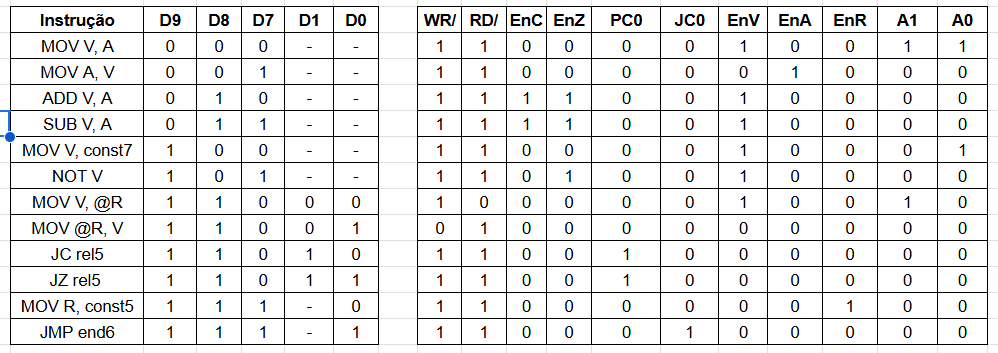 Instrução D9 D8 D7 D1 D0 WR/ RD/ EnC EnZ PC0 JC0 EnV EnA EnR A1 A0
MOV V, A 0 0 0 - - 1 1 0 0 0 0 1 0 0 1 1
MOV A, V 0 0 1 - - 1 1 0 0 0 0 0 1 0 0 0
ADD V, A 0 1 0 - - 1 1 1 1 0 0 1 0 0 0 0
SUB V, A 0 1 1 - - 1 1 1 1 0 0 1 0 0 0 0
MOV V, const7 1 0 0 - - 1 1 0 0 0 0 1 0 0 0 1
NOT V 1 0 1 - - 1 1 0 1 0 0 1 0 0 0 0
MOV V, @R 1 1 0 0 0 1 0 0 0 0 0 1 0 0 1 0
MOV @R, V 1 1 0 0 1 0 1 0 0 0 0 0 0 0 0 0
JC rel5 1 1 0 1 0 1 1 0 0 1 0 0 0 0 0 0
JZ rel5 1 1 0 1 1 1 1 0 0 1 0 0 0 0 0 0
MOV R, const5 1 1 1 - 0 1 1 0 0 0 0 0 0 1 0 0
JMP end6 1 1 1 - 1 1 1 0 0 0 1 0 0 0 0 0